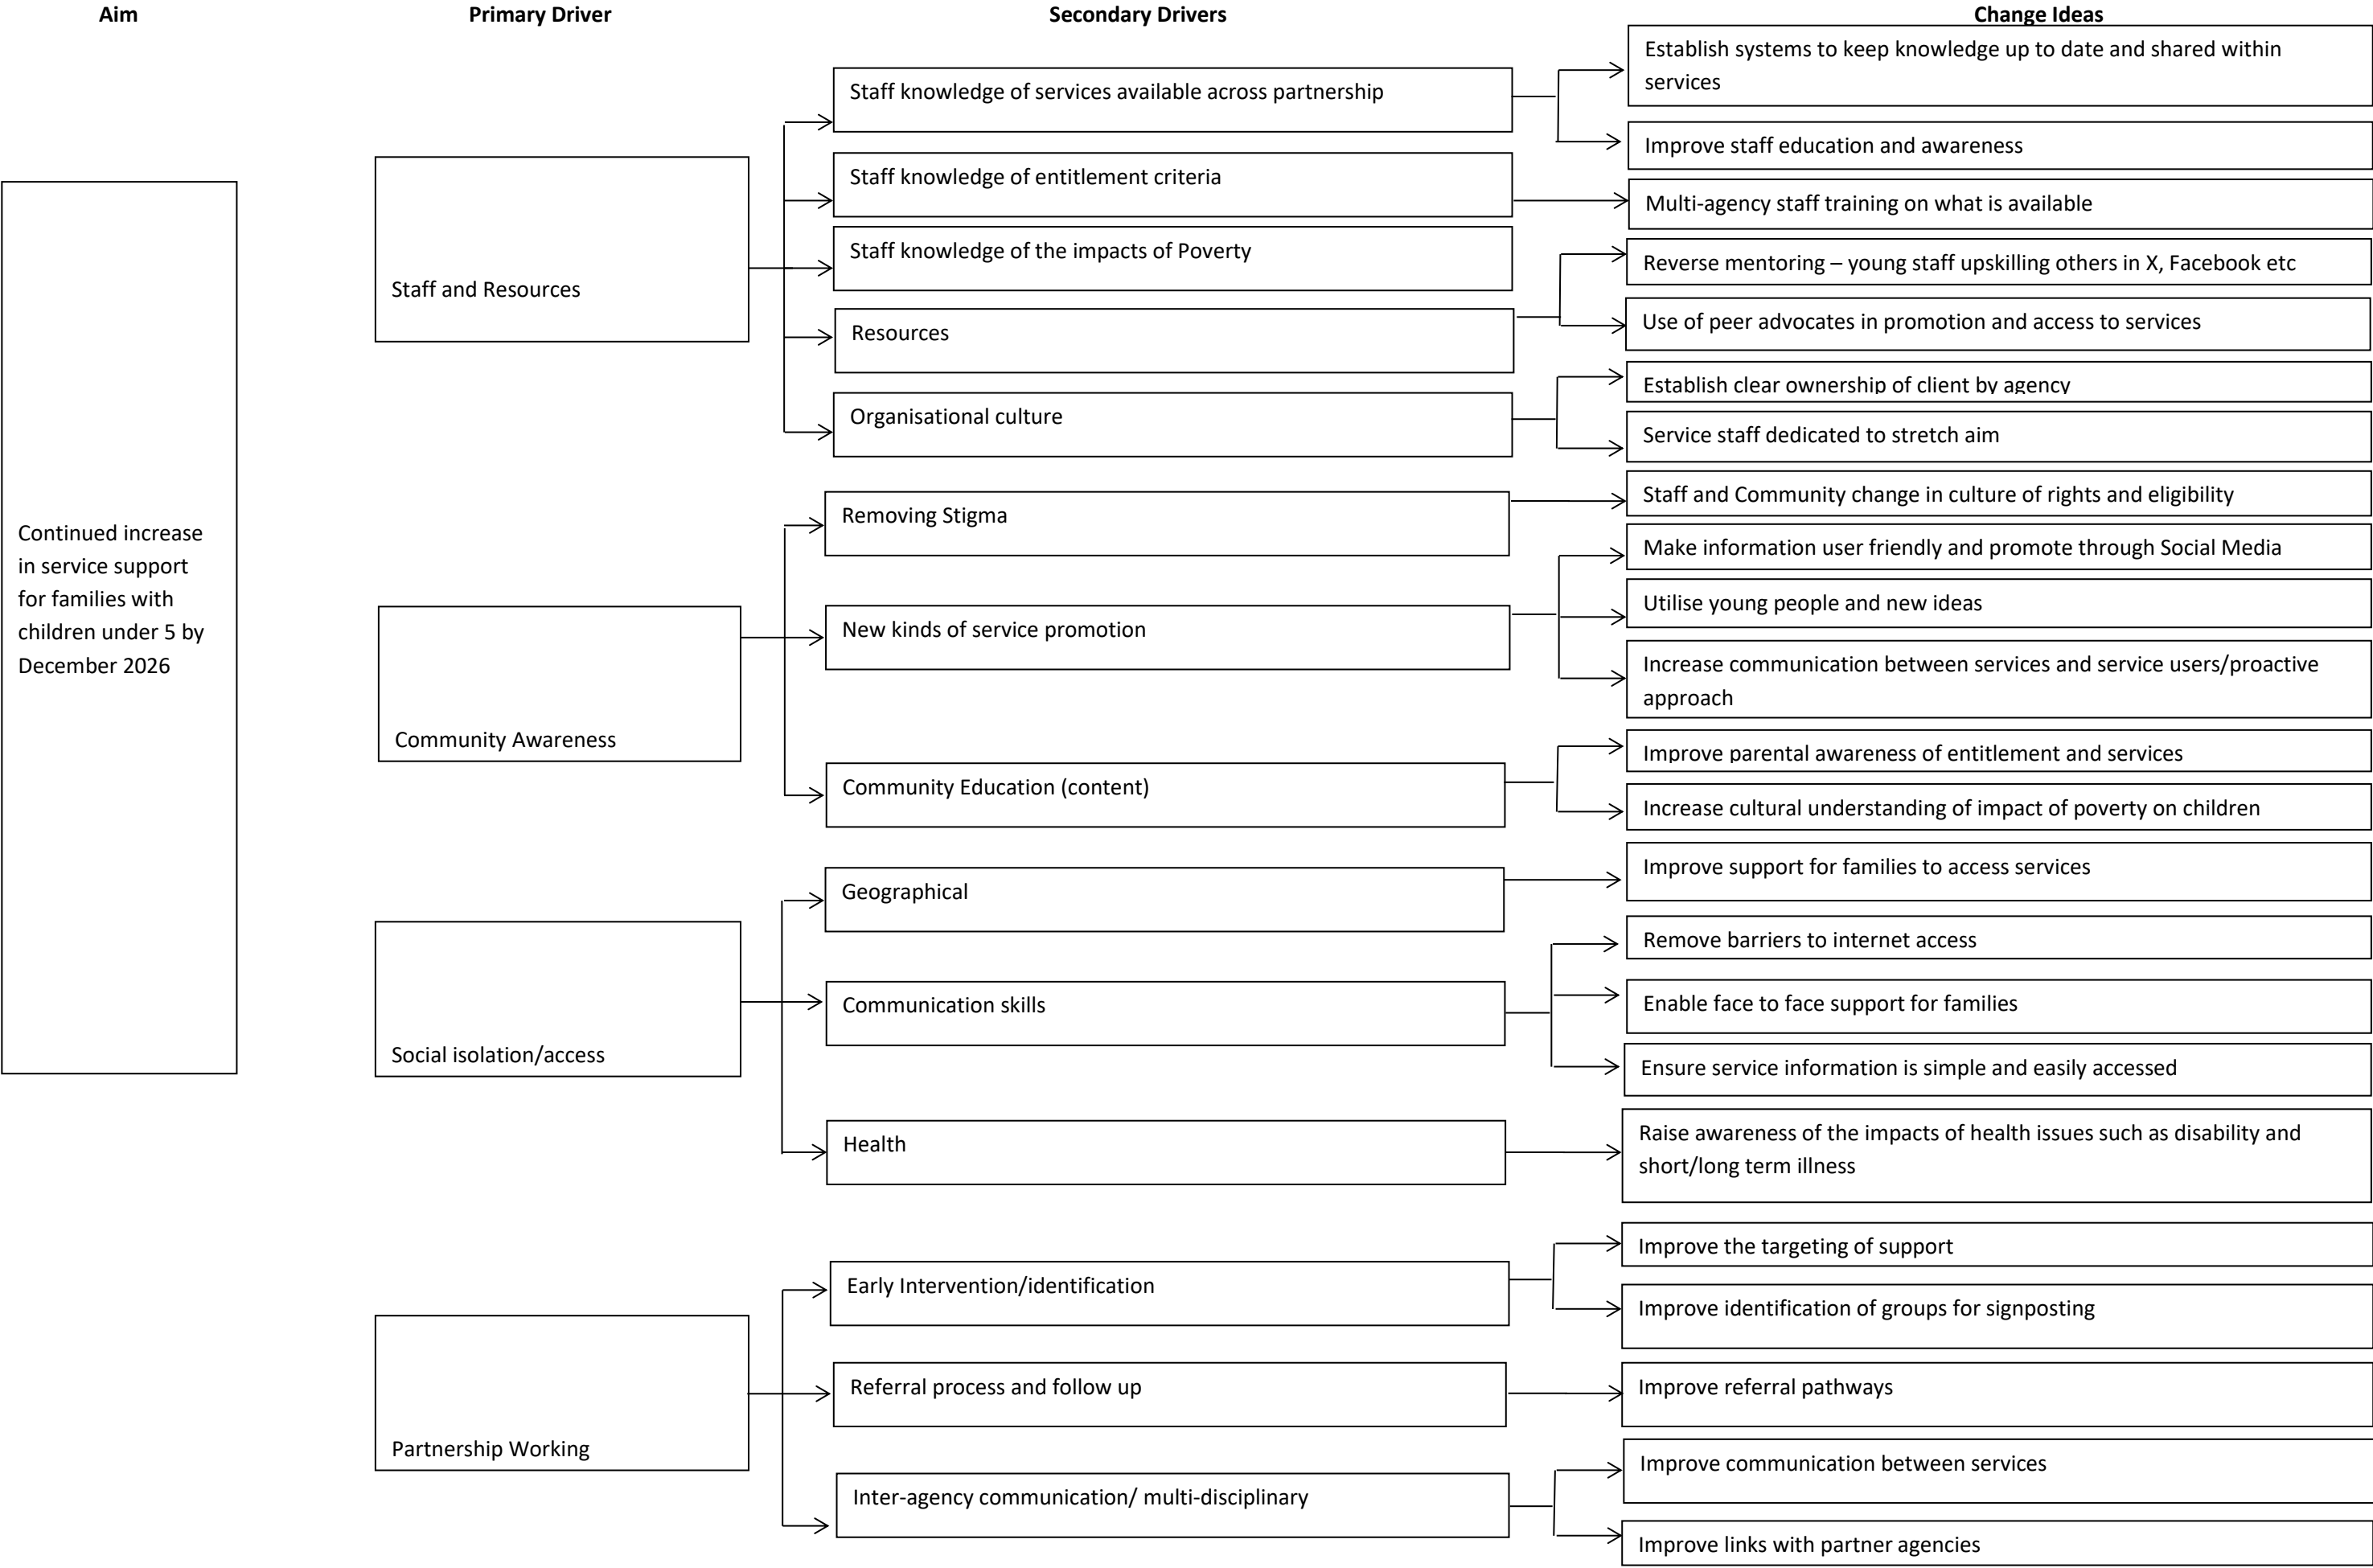 Aim
Primary Driver
Secondary Drivers
Change Ideas
Continued increase
in service support
for families with
children under 5 by
December 2026
Staff and Resources
Staff knowledge of services available across partnership
Establish systems to keep knowledge up to date and shared within
services
Improve staff education and awareness
Staff knowledge of entitlement criteria
Multi-agency staff training on what is available
Staff knowledge of the impacts of Poverty
Resources
Reverse mentoring – young staff upskilling others in X, Facebook etc
Use of peer advocates in promotion and access to services
Organisational culture
Establish clear ownership of client by agency
Service staff dedicated to stretch aim
Community Awareness
Removing Stigma
Staff and Community change in culture of rights and eligibility
New kinds of service promotion
Make information user friendly and promote through Social Media
Utilise young people and new ideas
Increase communication between services and service users/proactive
approach
Community Education (content)
Improve parental awareness of entitlement and services
Increase cultural understanding of impact of poverty on children
Social isolation/access
Geographical
Improve support for families to access services
Communication skills
Remove barriers to internet access
Enable face to face support for families
Ensure service information is simple and easily accessed
Health
Raise awareness of the impacts of health issues such as disability and
short/long term illness
Partnership Working
Early Intervention/identification
Improve the targeting of support
Improve identification of groups for signposting
Referral process and follow up
Improve referral pathways
Inter-agency communication/ multi-disciplinary
Improve communication between services
Improve links with partner agencies